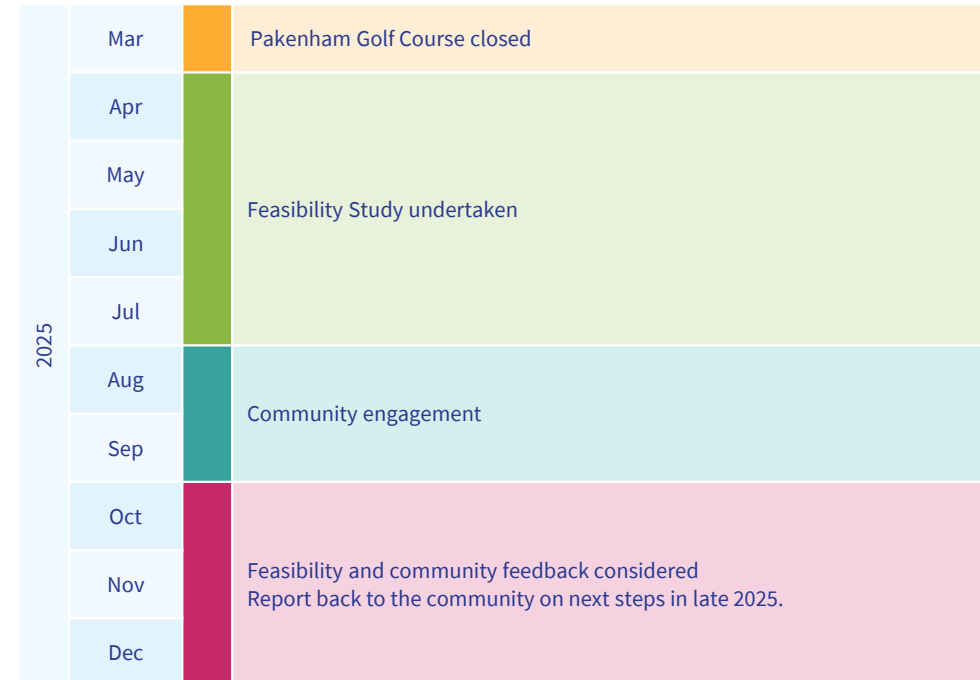 2025
Mar
Pakenham Golf Course closed
Apr
May
Jun
Jul
Feasibility Study undertaken
Aug
Sep
Community engagement
Oct
Nov
Dec
Feasibility and community feedback considered
Report back to the community on next steps in late 2025.